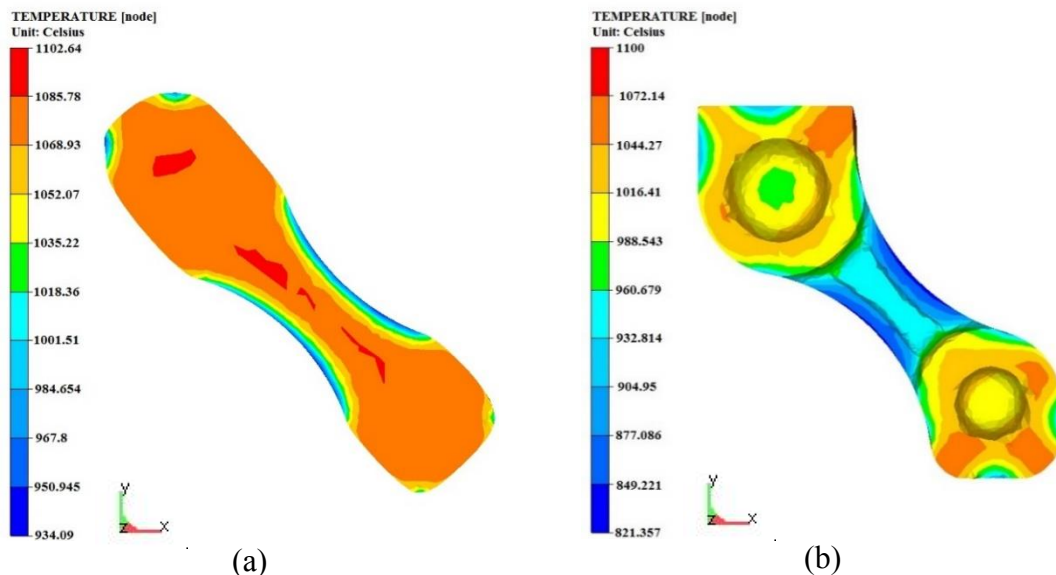 TEMPERATURE [node]
Unit: Celsius
1102.64
1085.78
1068.93
1052.07
1035.22
1018.36
1001.51
984.654
967.8
950.945
934.09
y
z x
(a)
TEMPERATURE [node]
Unit: Celsius
1100
1072.14
1044.27
1016.41
988.543
960.679
932.814
904.95
877.086
849.221
821.357
y
z x
(b)